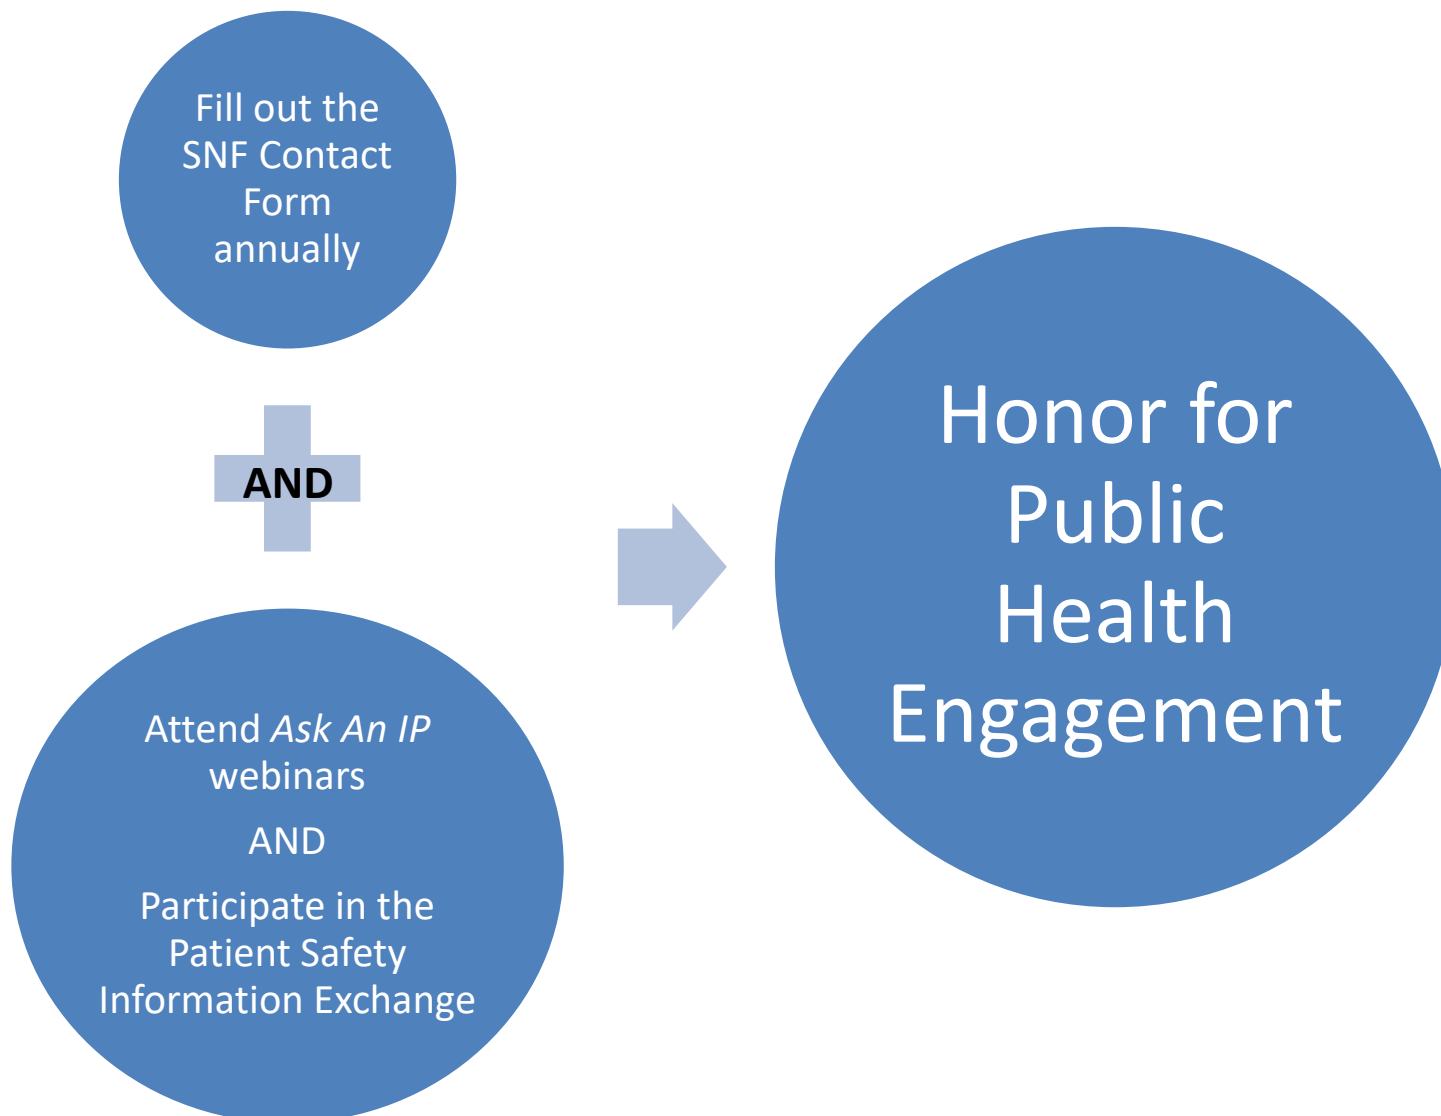 Fill out the
SNF Contact
Form
annually
AND
Attend Ask An IP
webinars
AND
Participate in the
Patient Safety
Information Exchange
Honor for
Public
Health
Engagement